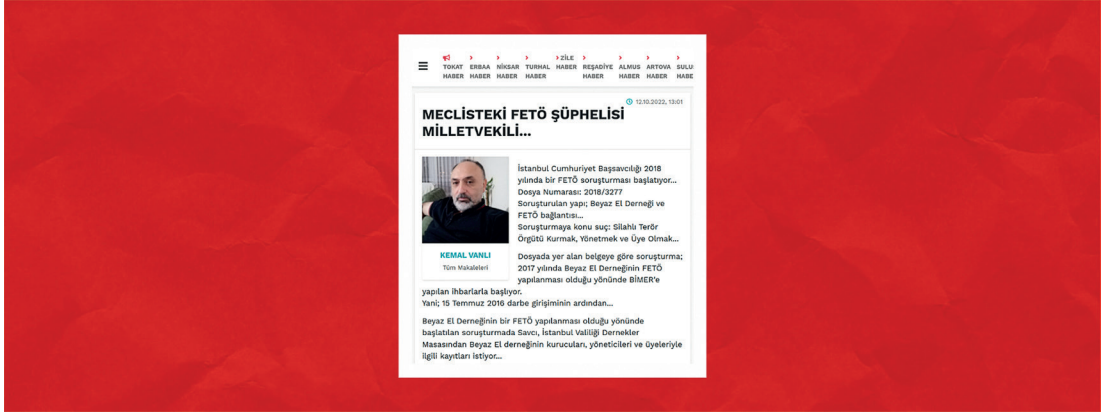 TOKAT HABER
ERBAA HABER
NİKSAR HABER
TURHAL HABER
ZİLE HABER
REŞADİYE HABER
ALMUS HABER
ARTOVA HABER
SULUS HABE
12.10.2022, 13:01
MECLİSTEKİ FETÖ ŞÜPHELİSİ
MİLLETVEKİLİ...
İstanbul Cumhuriyet Başsavcılığı 2018
yılında bir FETÖ soruşturması başlatıyor...
Dosya Numarası: 2018/3277
Soruşturulan yapı; Beyaz El Derneği ve
FETÖ bağlantısı...
Soruşturmaya konu suç: Silahlı Terör
Örgütü Kurmak, Yönetmek ve Üye Olmak...
KEMAL VANLI
Tüm Makaleleri
Dosyada yer alan belgeye göre soruşturma;
2017 yılında Beyaz El Derneğinin FETÖ
yapılanması olduğu yönünde BİMER'e
yapılan ihbarlarla başlıyor.
Yani; 15 Temmuz 2016 darbe girişiminin ardından...
Beyaz El Derneğinin bir FETÖ yapılanması olduğu yönünde
başlatılan soruşturmada Savcı, İstanbul Valiliği Dernekler
Masasından Beyaz El derneğinin kurucuları, yöneticileri ve üyeleriyle
ilgili kayıtları istiyor...